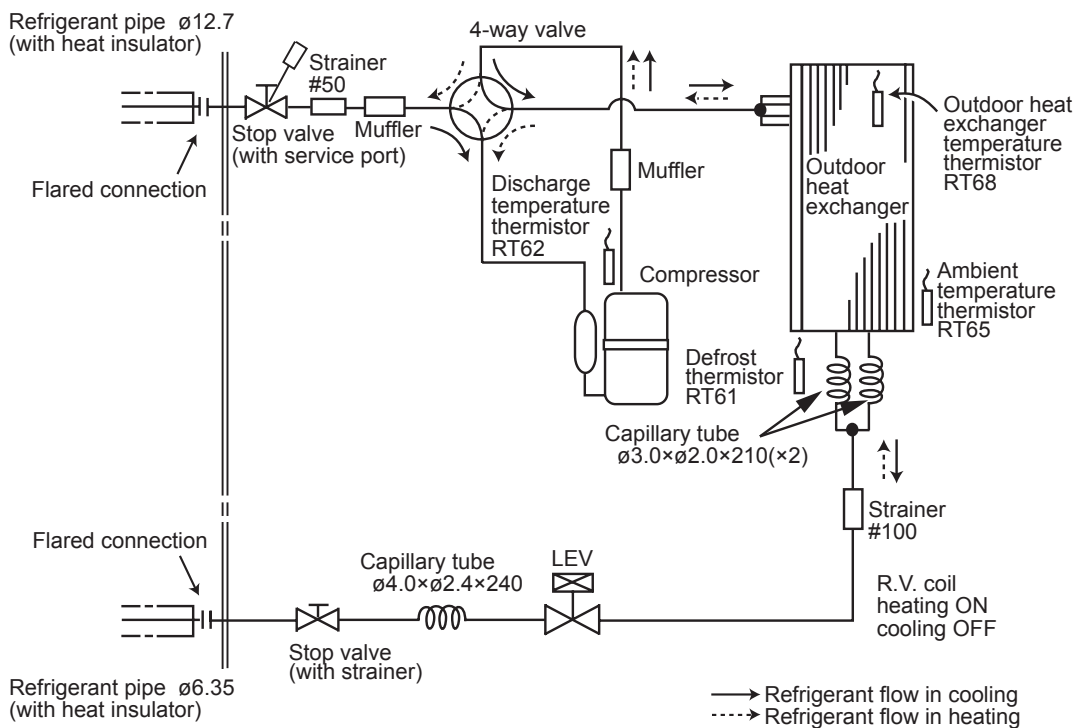 Refrigerant pipe ø12.7
(with heat insulator)
4-way valve
Strainer
#50
Stop valve
(with service port)
Muffler
Flared connection
Discharge
temperature
thermistor
RT62
Muffler
Compressor
Outdoor
heat
exchanger
Outdoor heat
exchanger
temperature
thermistor
RT68
Ambient
temperature
thermistor
RT65
Defrost
thermistor
RT61
Capillary tube
ø3.0×ø2.0×210(×2)
Strainer
#100
Flared connection
Capillary tube
ø4.0×ø2.4×240
LEV
R.V. coil
heating ON
cooling OFF
Stop valve
(with strainer)
Refrigerant pipe ø6.35
(with heat insulator)
Refrigerant flow in cooling
Refrigerant flow in heating